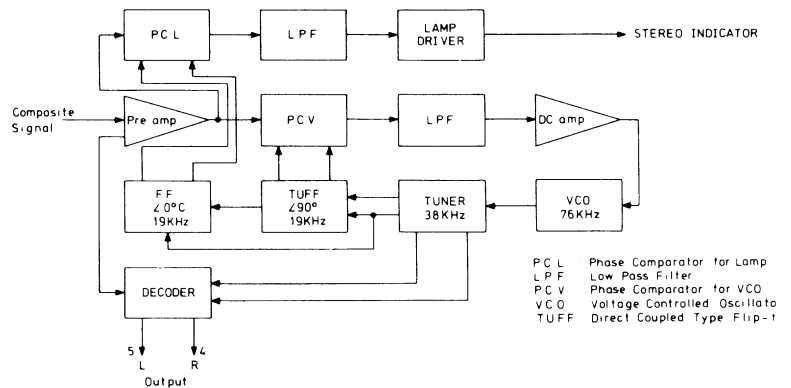 PCL
LPF
LAMP
DRIVER
STEREO INDICATOR
Composite
Signal
Pre amp
PCV
LPF
DC amp
FF
∠0°C
19KHz
TUFF
∠90°
19KHz
TUNER
38KHz
VCO
76KHz
DECODER
5 4
L R
Output
PCL Phase Comparator for Lamp
LPF Low Pass Filter
PCV Phase Comparator for VCO
VCO Voltage Controlled Oscillato
TUFF Direct Coupled Type Flip-t